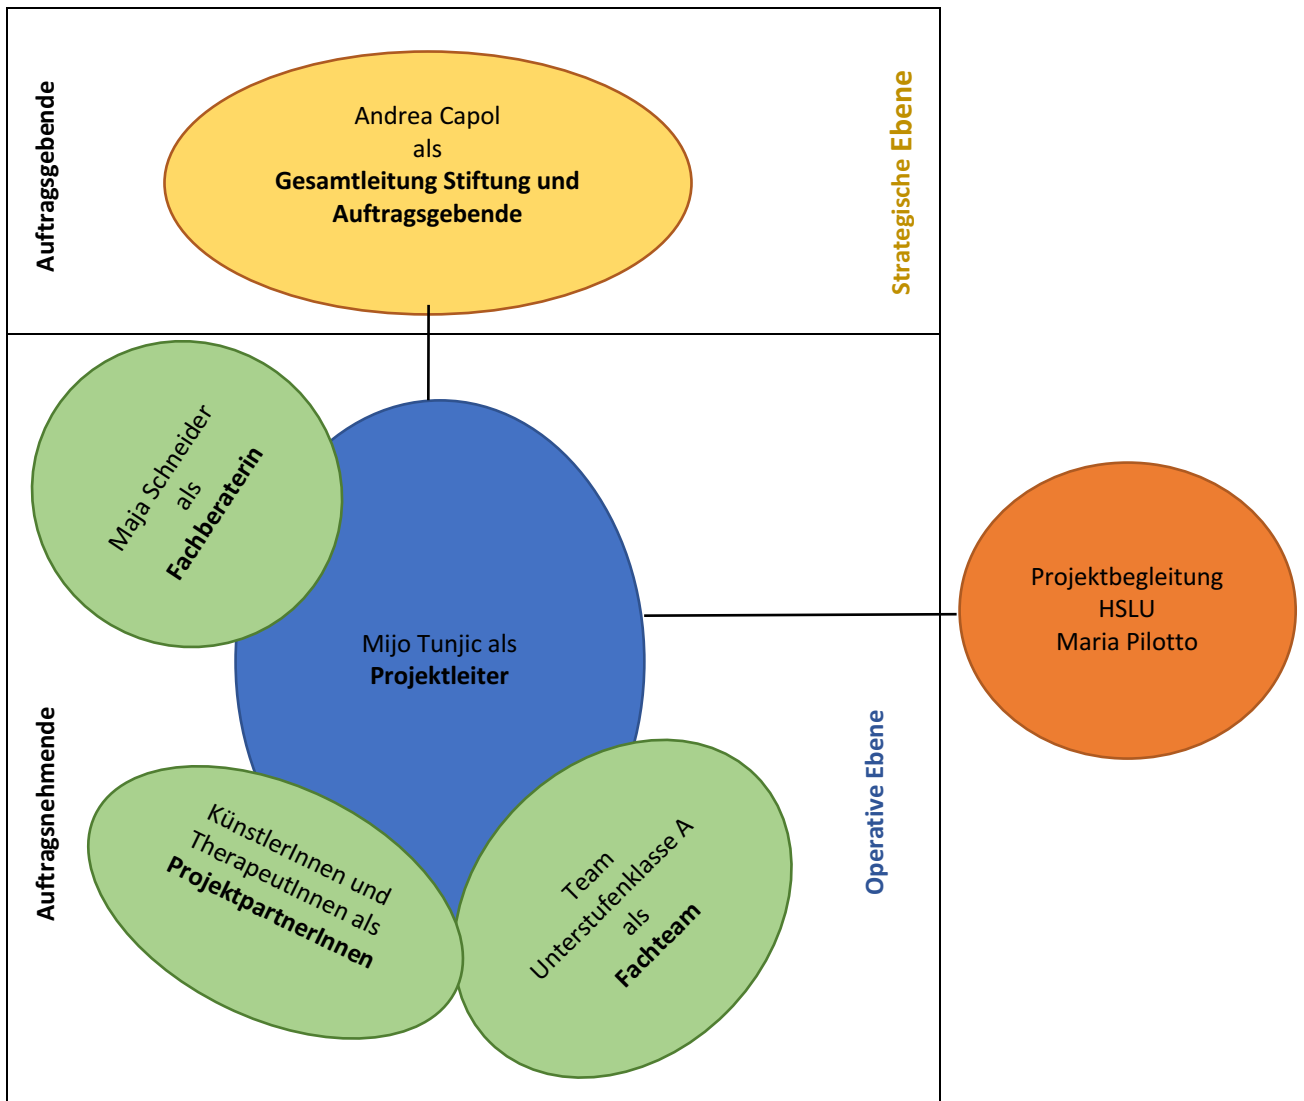 Auftragsgebende
Andrea Capol
als
Gesamtleitung Stiftung und
Auftragsgebende
Strategische Ebene
Maja Schneider
als
Fachberaterin
Mijo Tunjic als
Projektleiter
Projektbegleitung
HSLU
Maria Pilotto
Auftragsnehmende
KünstlerInnen und
TherapeutInnen als
ProjektpartnerInnen
Team
Unterstufenklasse A
als
Fachteam
Operative Ebene